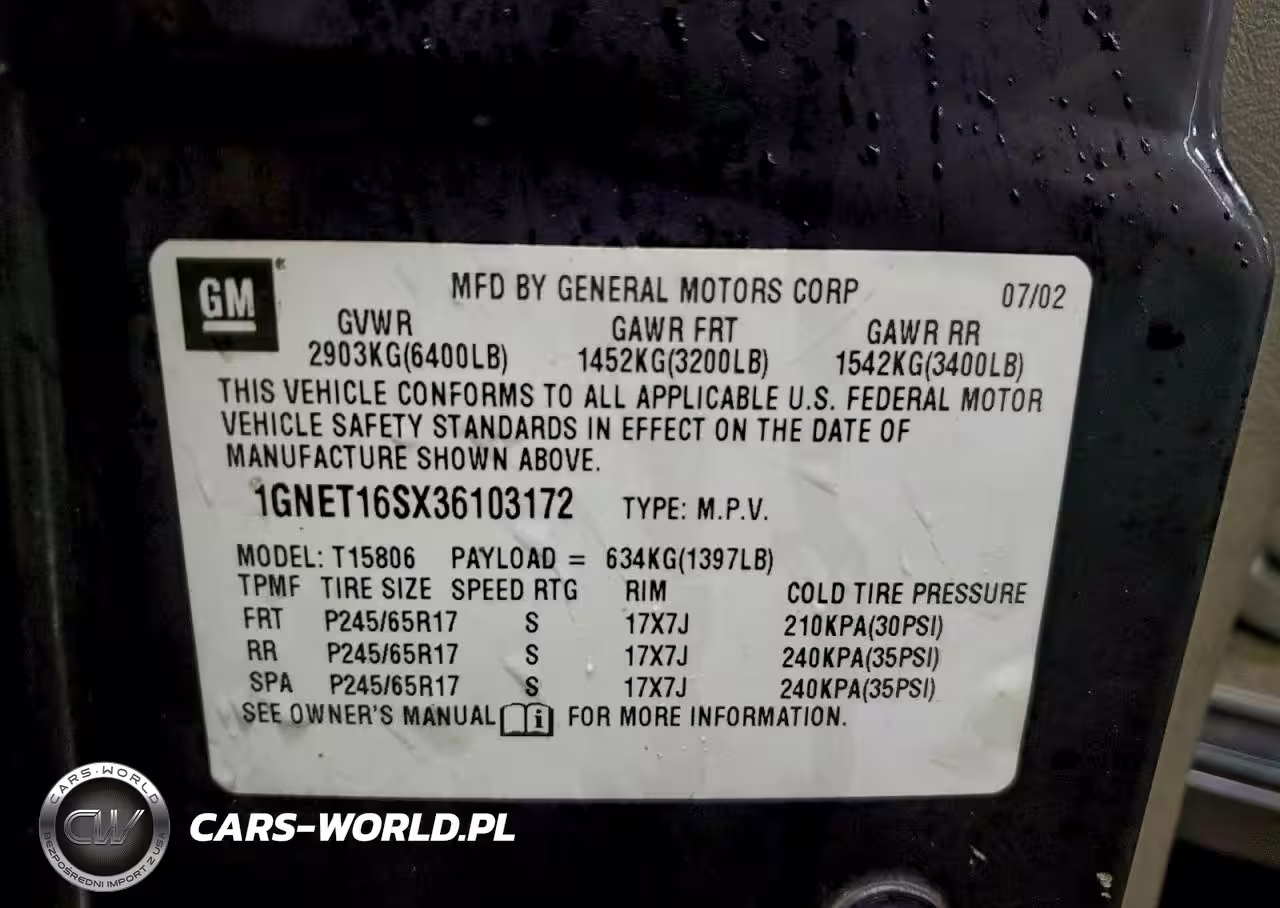 GM
MFD BY GENERAL MOTORS CORP 07/02
GVWR GAWR FRT GAWR RR
2903KG(6400LB) 1452KG(3200LB) 1542KG(3400LB)
THIS VEHICLE CONFORMS TO ALL APPLICABLE U.S. FEDERAL MOTOR
VEHICLE SAFETY STANDARDS IN EFFECT ON THE DATE OF
MANUFACTURE SHOWN ABOVE.
1GNET16SX36103172 TYPE: M.P.V.
MODEL: T15806 PAYLOAD = 634KG(1397LB)
TPMF TIRE SIZE SPEED RTG RIM COLD TIRE PRESSURE
FRT P245/65R17 S 17X7J 210KPA(30PSI)
RR P245/65R17 S 17X7J 240KPA(35PSI)
SPA P245/65R17 S 17X7J 240KPA(35PSI)
SEE OWNER'S MANUAL i FOR MORE INFORMATION.
CARS-WORLD
CW
BEZPOŚREDNI IMPORT Z USA
CARS-WORLD.PL